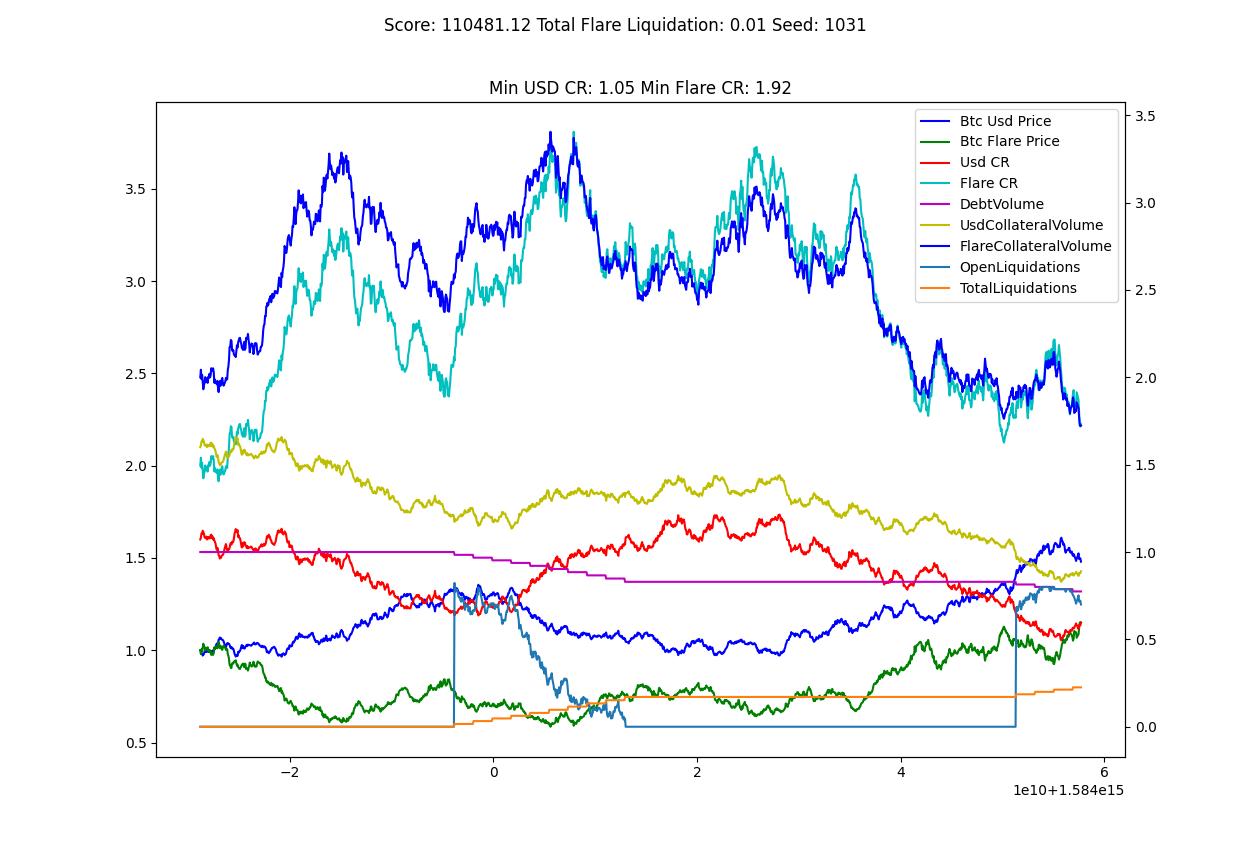 Score: 110481.12 Total Flare Liquidation: 0.01 Seed: 1031
Min USD CR: 1.05 Min Flare CR: 1.92
Btc Usd Price
Btc Flare Price
Usd CR
Flare CR
DebtVolume
UsdCollateralVolume
FlareCollateralVolume
OpenLiquidations
TotalLiquidations
3.5
3.0
2.5
2.0
1.5
1.0
0.5
3.5
3.0
2.5
2.0
1.5
1.0
0.5
0.0
−2 0 2 4 6
1e10+1.584e15